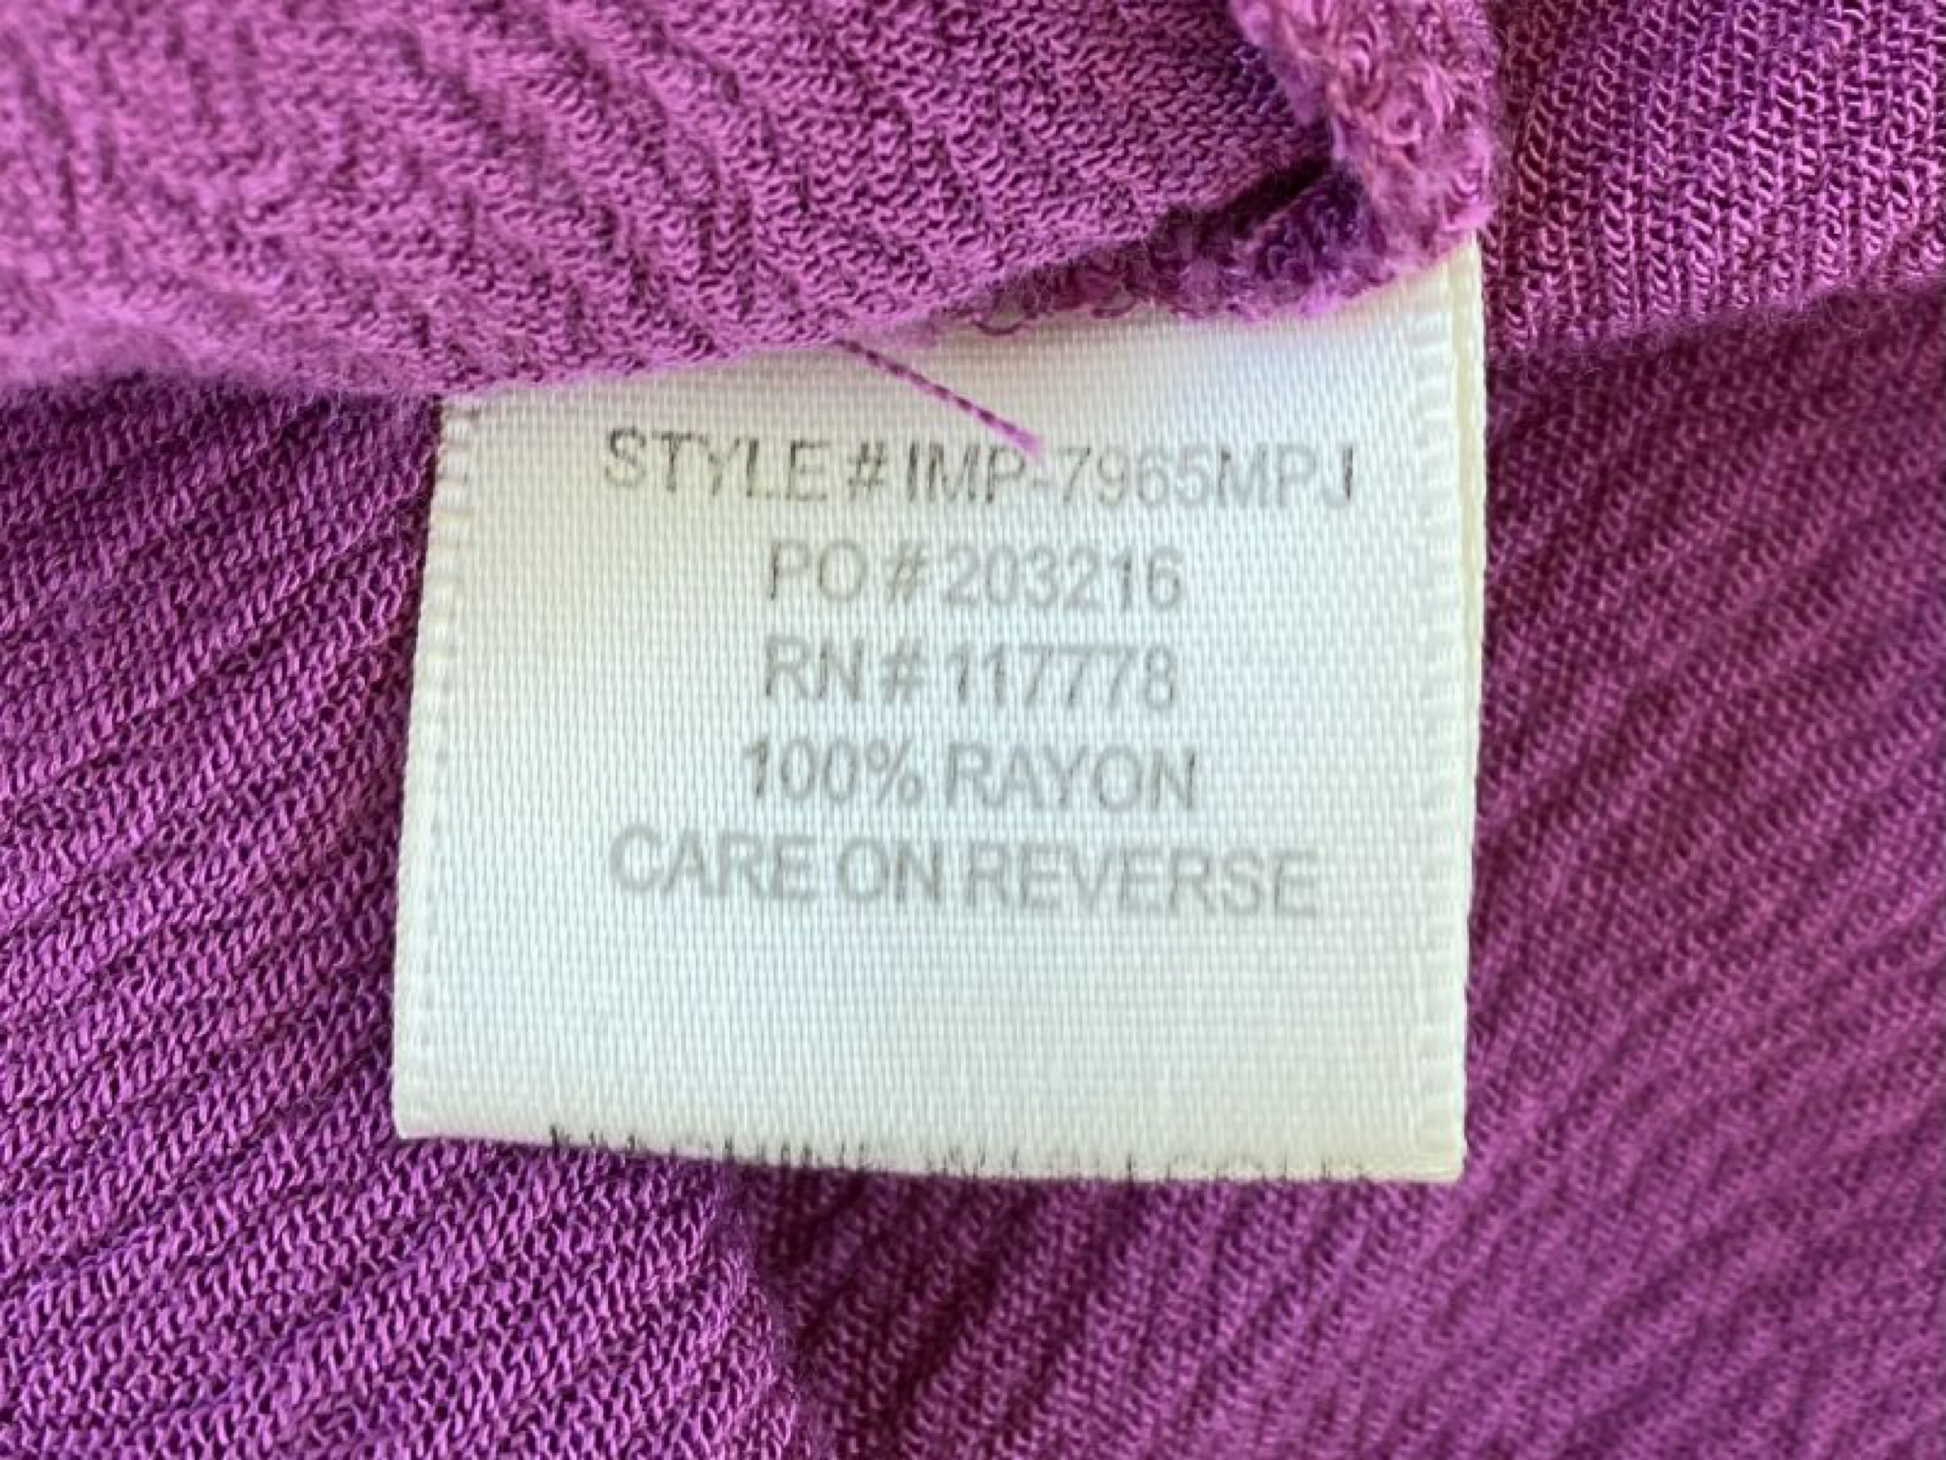 STYLE # IMP-7965MPJ
PO # 203216
RN # 117778
100% RAYON
CARE ON REVERSE